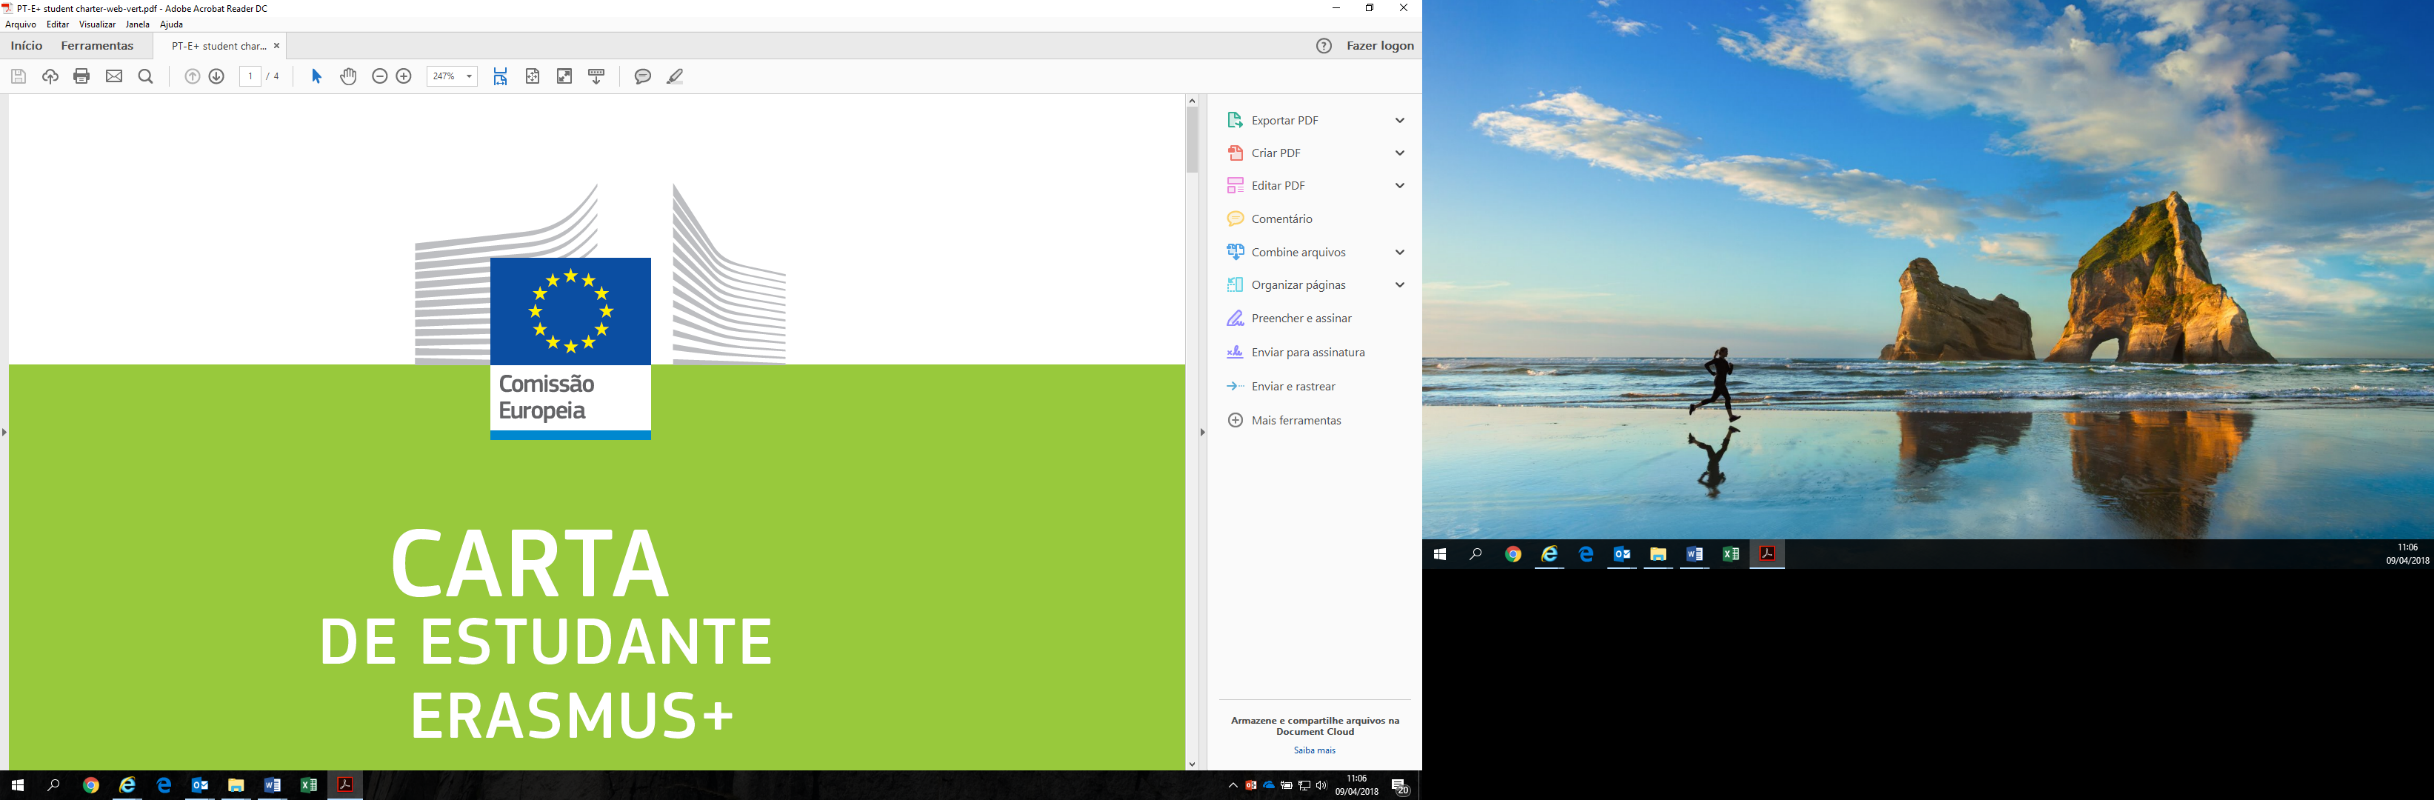 PT-E+ student charter-web-vert.pdf - Adobe Acrobat Reader DC
Arquivo Editar Visualizar Janela Ajuda
Início Ferramentas PT-E+ student char... × Fazer logon
1 / 4 247%
Exportar PDF
Criar PDF
Editar PDF
Comentário
Combine arquivos
Organizar páginas
Preencher e assinar
Enviar para assinatura
Enviar e rastrear
Mais ferramentas
Armazene e compartilhe arquivos na
Document Cloud
Saiba mais
Comissão
Europeia
CARTA
DE ESTUDANTE
ERASMUS+
11:06
09/04/2018
20
11:06
09/04/2018